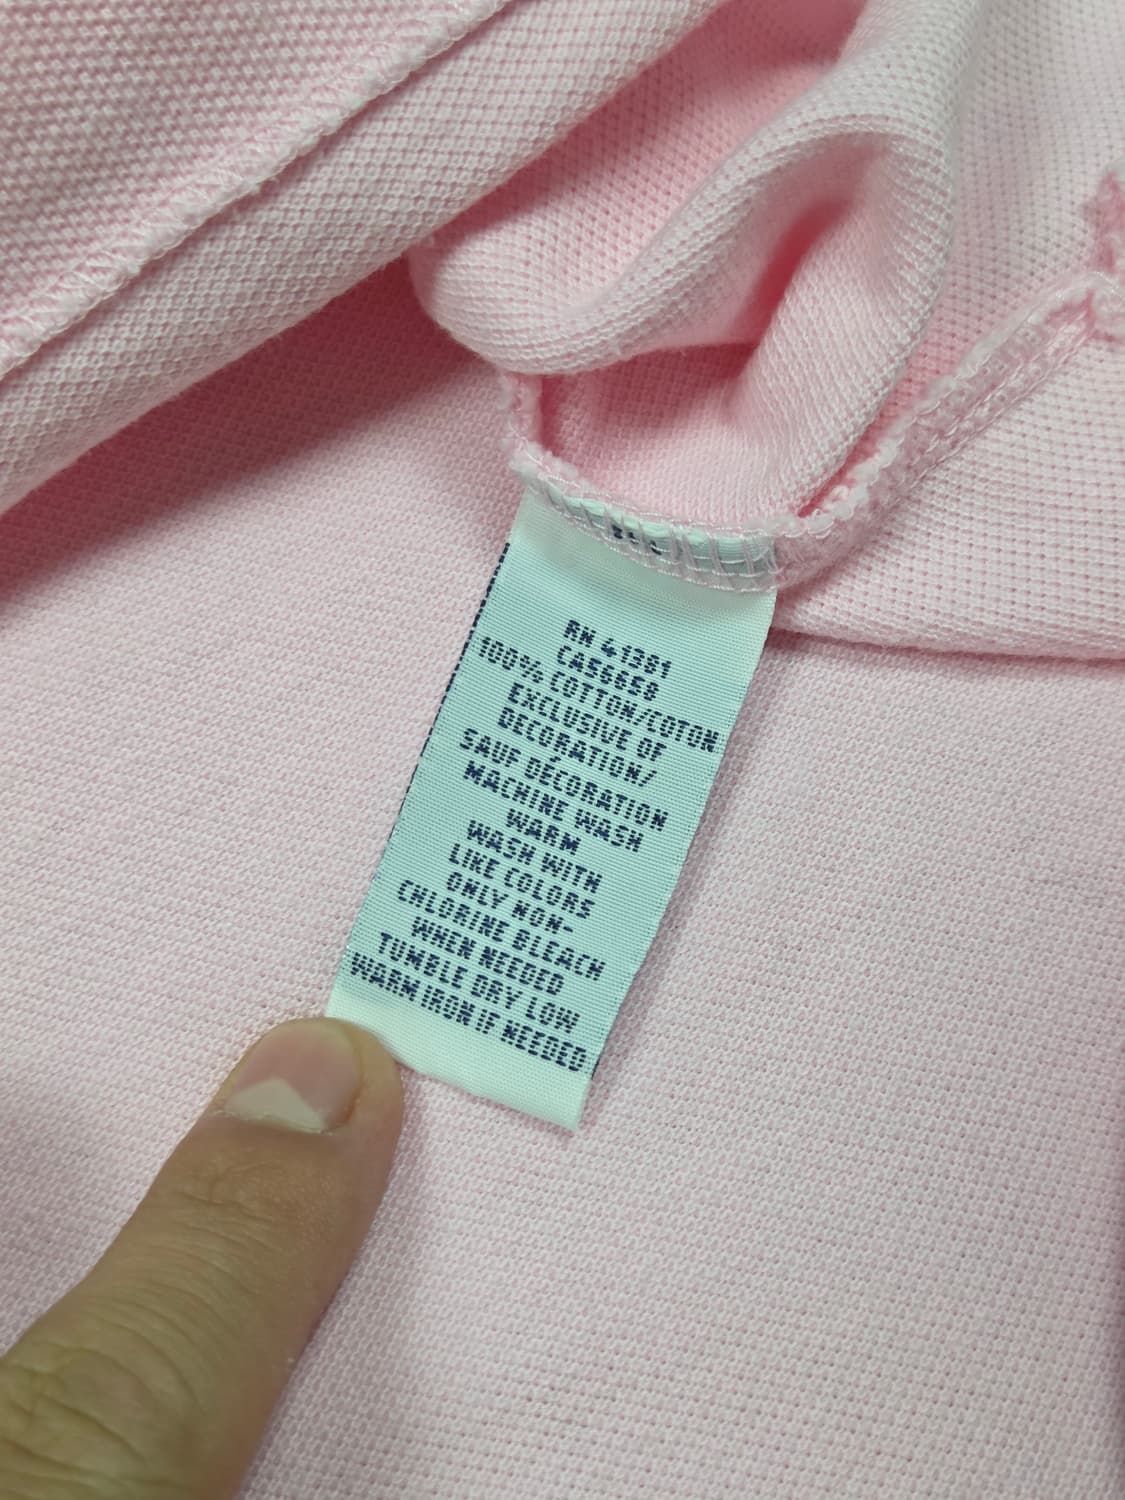 RN 41381
CA56658
100% COTTON/COTON
EXCLUSIVE OF
DECORATION/
SAUF DÉCORATION
MACHINE WASH
WARM
WASH WITH
LIKE COLORS
ONLY NON-
CHLORINE BLEACH
WHEN NEEDED
TUMBLE DRY LOW
WARM IRON IF NEEDED